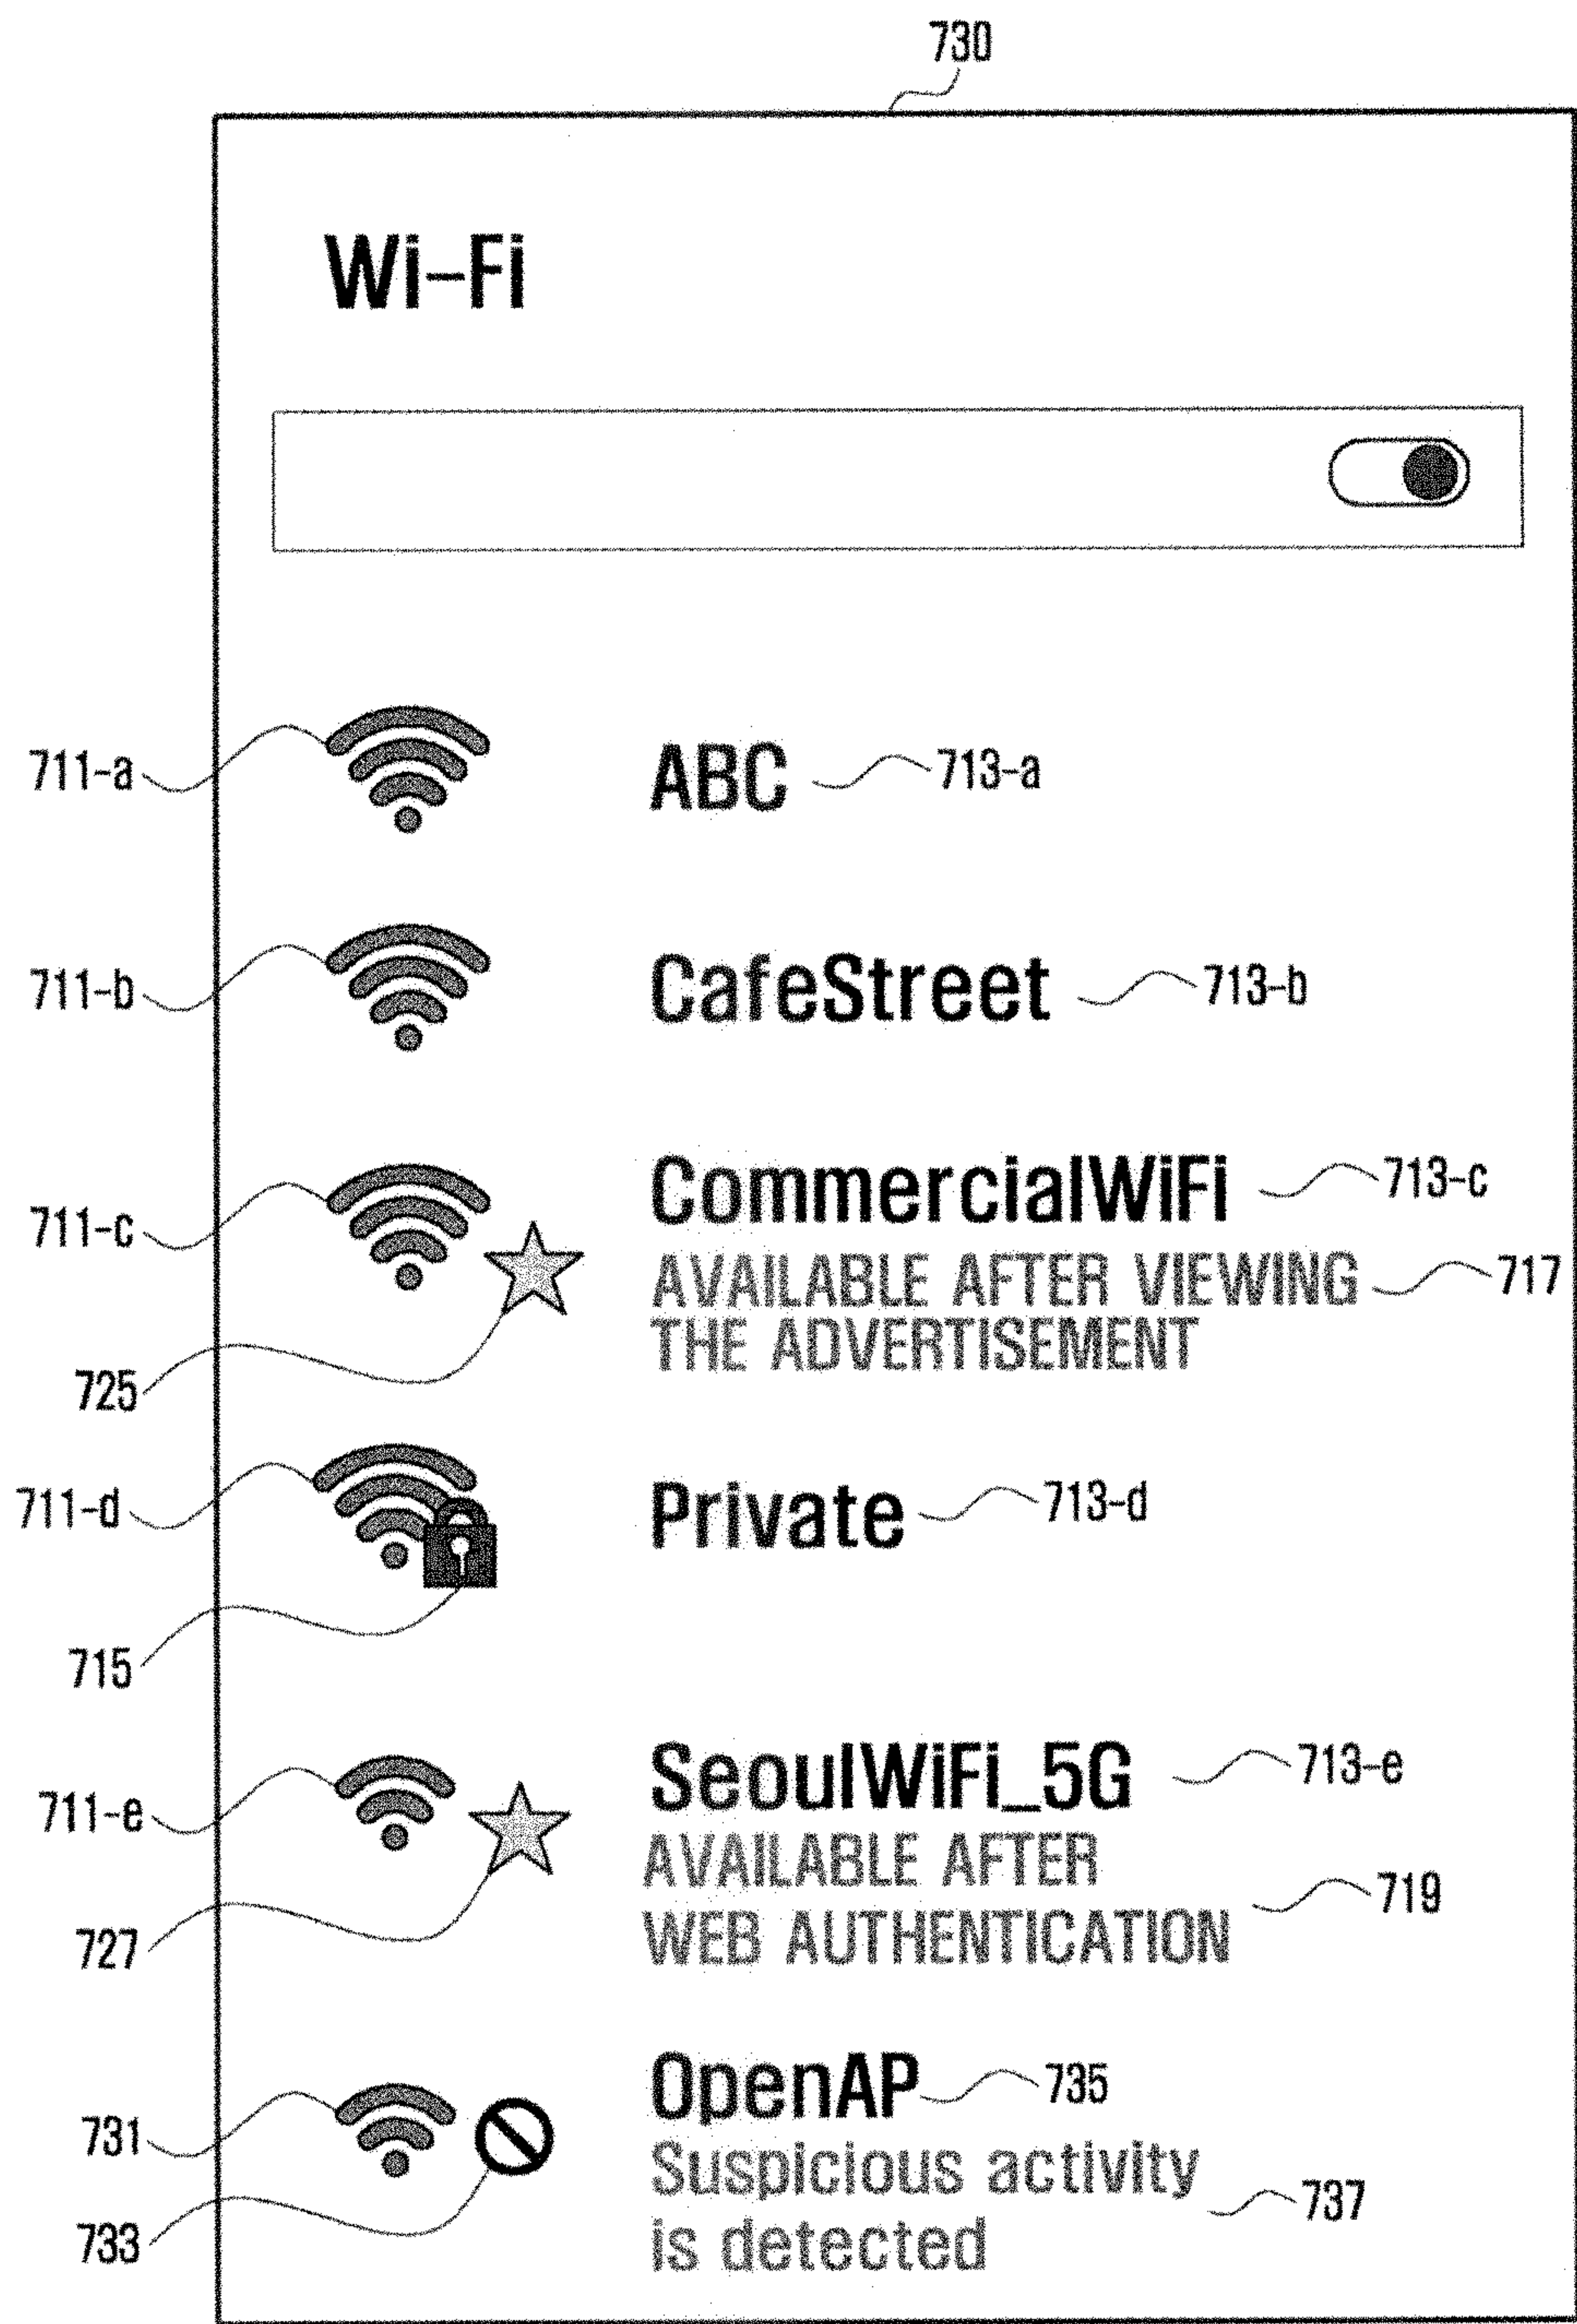 730
Wi-Fi
711-a ABC 713-a
711-b CafeStreet 713-b
711-c CommercialWiFi 713-c
AVAILABLE AFTER VIEWING 717
THE ADVERTISEMENT
725
711-d Private 713-d
715
711-e SeoulWiFi_5G 713-e
AVAILABLE AFTER
719
WEB AUTHENTICATION
727
OpenAP 735
731
Suspicious activity
737
is detected
733